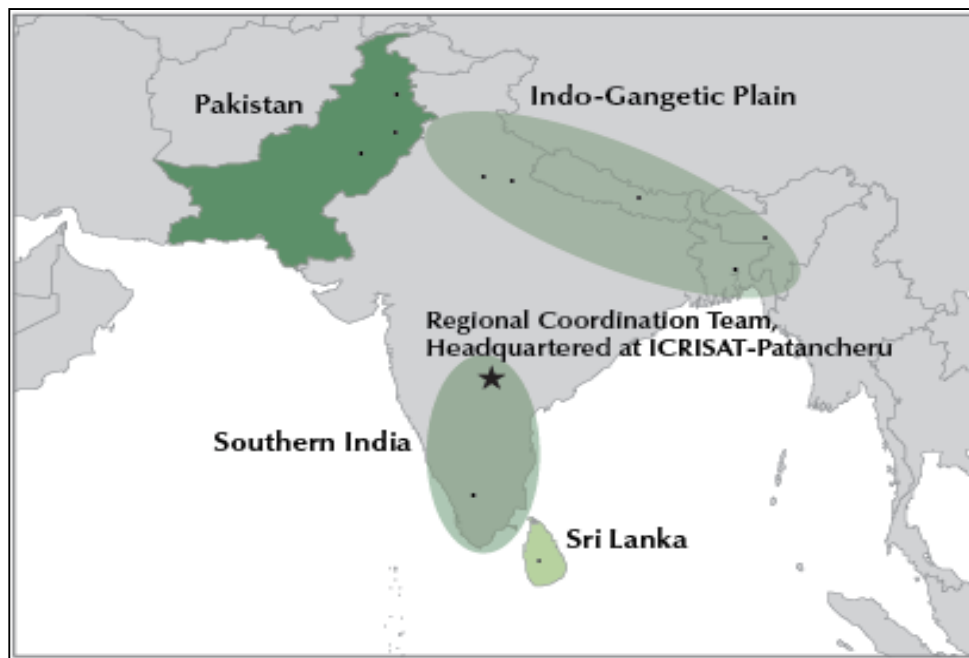 Pakistan
Indo-Gangetic Plain
Regional Coordination Team,
Headquartered at ICRISAT-Patancheru
Southern India
Sri Lanka